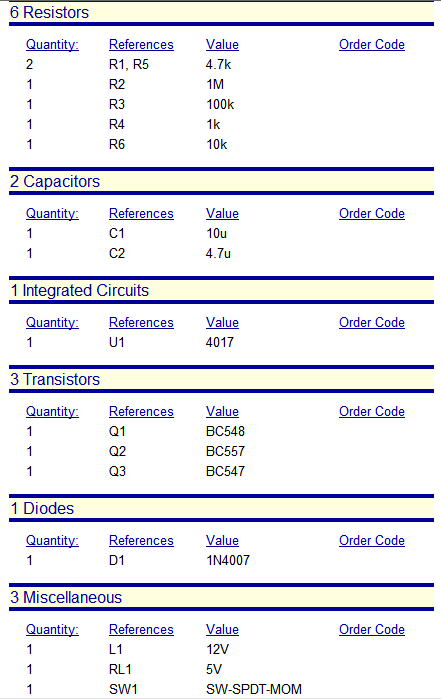 6 Resistors
Quantity: References Value Order Code
2 R1, R5 4.7k
1 R2 1M
1 R3 100k
1 R4 1k
1 R6 10k
2 Capacitors
Quantity: References Value Order Code
1 C1 10u
1 C2 4.7u
1 Integrated Circuits
Quantity: References Value Order Code
1 U1 4017
3 Transistors
Quantity: References Value Order Code
1 Q1 BC548
1 Q2 BC557
1 Q3 BC547
1 Diodes
Quantity: References Value Order Code
1 D1 1N4007
3 Miscellaneous
Quantity: References Value Order Code
1 L1 12V
1 RL1 5V
1 SW1 SW-SPDT-MOM